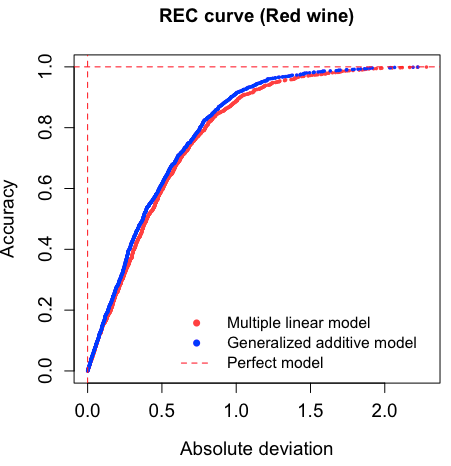 REC curve (Red wine)
Accuracy
1.0
0.8
0.6
0.4
0.2
0.0
Multiple linear model
Generalized additive model
Perfect model
0.0 0.5 1.0 1.5 2.0
Absolute deviation